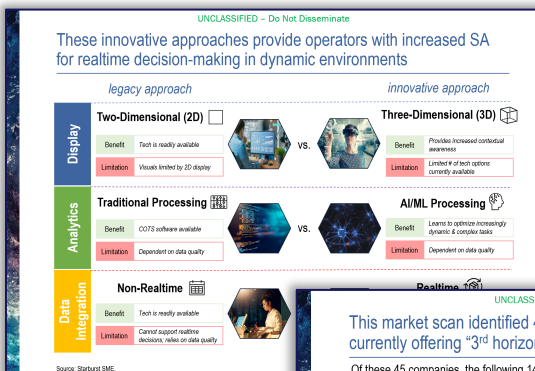 UNCLASSIFIED – Do Not Disseminate
These innovative approaches provide operators with increased SA
for realtime decision-making in dynamic environments
legacy approach
innovative approach
Display
Two-Dimensional (2D)
Benefit
Tech is readily available
Limitation
Visuals limited by 2D display
vs.
Three-Dimensional (3D)
Benefit
Provides increased contextual
awareness
Limitation
Limited # of tech options
currently available
Analytics
Traditional Processing
Benefit
COTS software available
Limitation
Dependent on data quality
vs.
AI/ML Processing
Benefit
Learns to optimize increasingly
dynamic & complex tasks
Limitation
Dependent on data quality
Data
Integration
Non-Realtime
Benefit
Tech is readily available
Limitation
Cannot support realtime
decisions; relies on data quality
Realtime
Source: Starburst SME
UNCLASS
This market scan identified 4
currently offering “3rd horizo
Of these 45 companies, the following 14